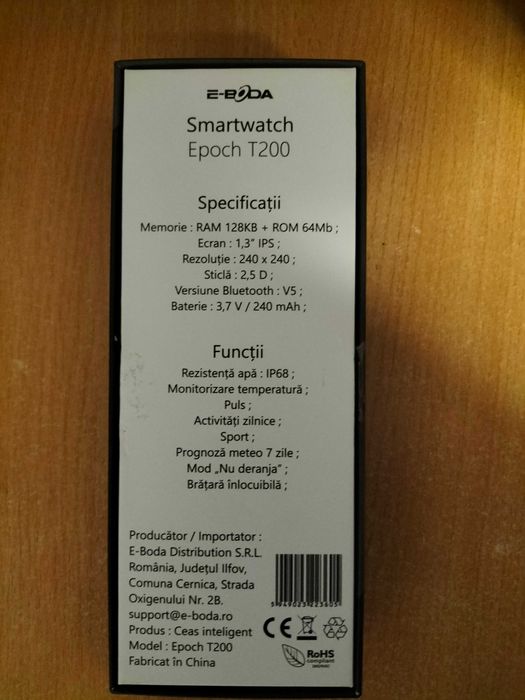 E-BODA
Smartwatch
Epoch T200
Specificații
Memorie : RAM 128KB + ROM 64Mb ;
Ecran : 1,3" IPS ;
Rezoluție : 240 x 240 ;
Sticlă : 2,5 D ;
Versiune Bluetooth : V5 ;
Baterie : 3,7 V / 240 mAh ;
Funcții
Rezistență apă : IP68 ;
Monitorizare temperatură ;
Puls ;
Activități zilnice ;
Sport ;
Prognoză meteo 7 zile ;
Mod „Nu deranja” ;
Brățară înlocuibilă ;
Producător / Importator :
E-Boda Distribution S.R.L.
România, Județul Ilfov,
Comuna Cernica, Strada
Oxigenului Nr. 2B.
support@e-boda.ro
Produs : Ceas inteligent
Model : Epoch T200
Fabricat în China
5949023223605
CE
RoHS
compliant